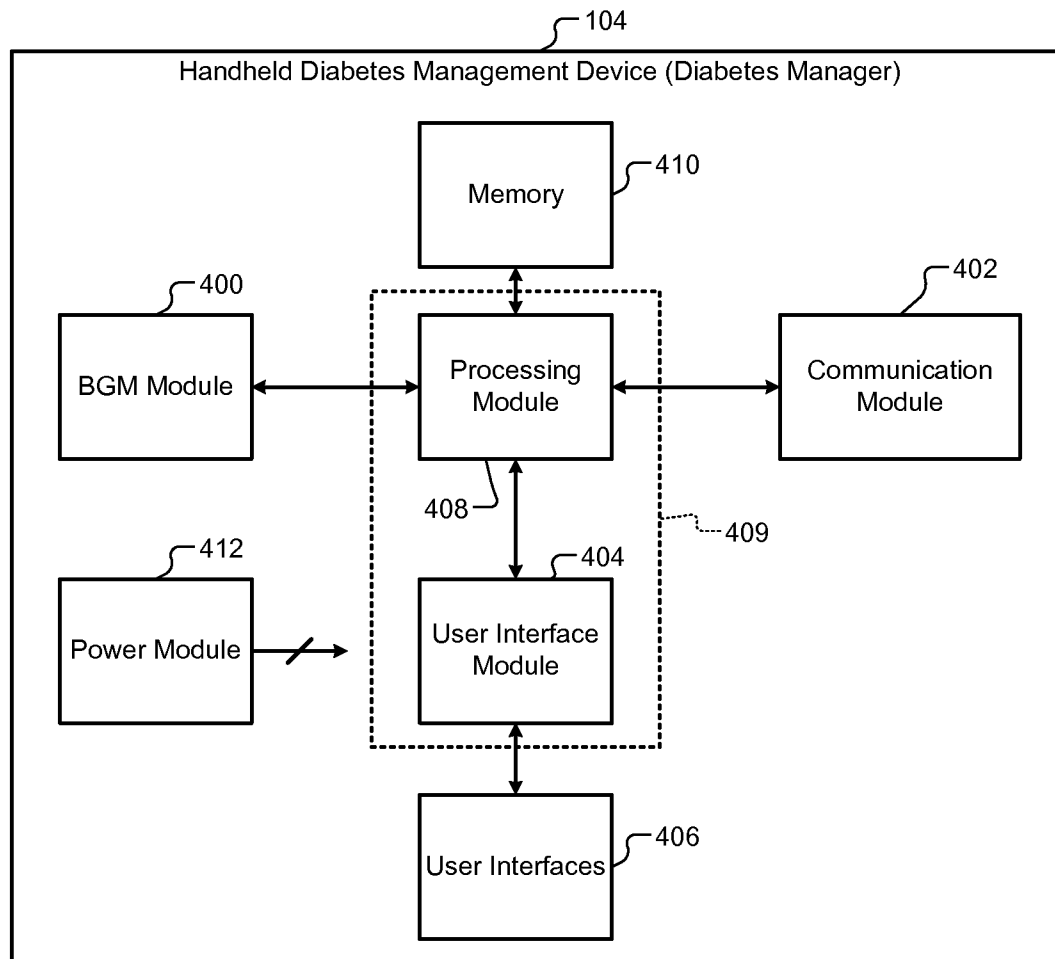 104
Handheld Diabetes Management Device (Diabetes Manager)
Memory
410
400
402
BGM Module
Processing
Module
Communication
Module
408
409
412
404
Power Module
User Interface
Module
User Interfaces
406